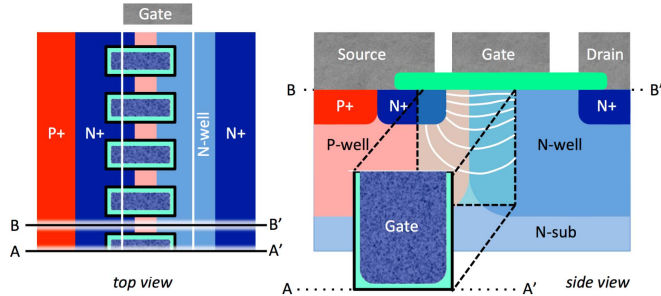 Gate
P+
N+
N-well
N+
B
B’
A
A’
top view
Source
Gate
Drain
B
B’
P+
N+
N+
P-well
N-well
Gate
N-sub
A
A’
side view